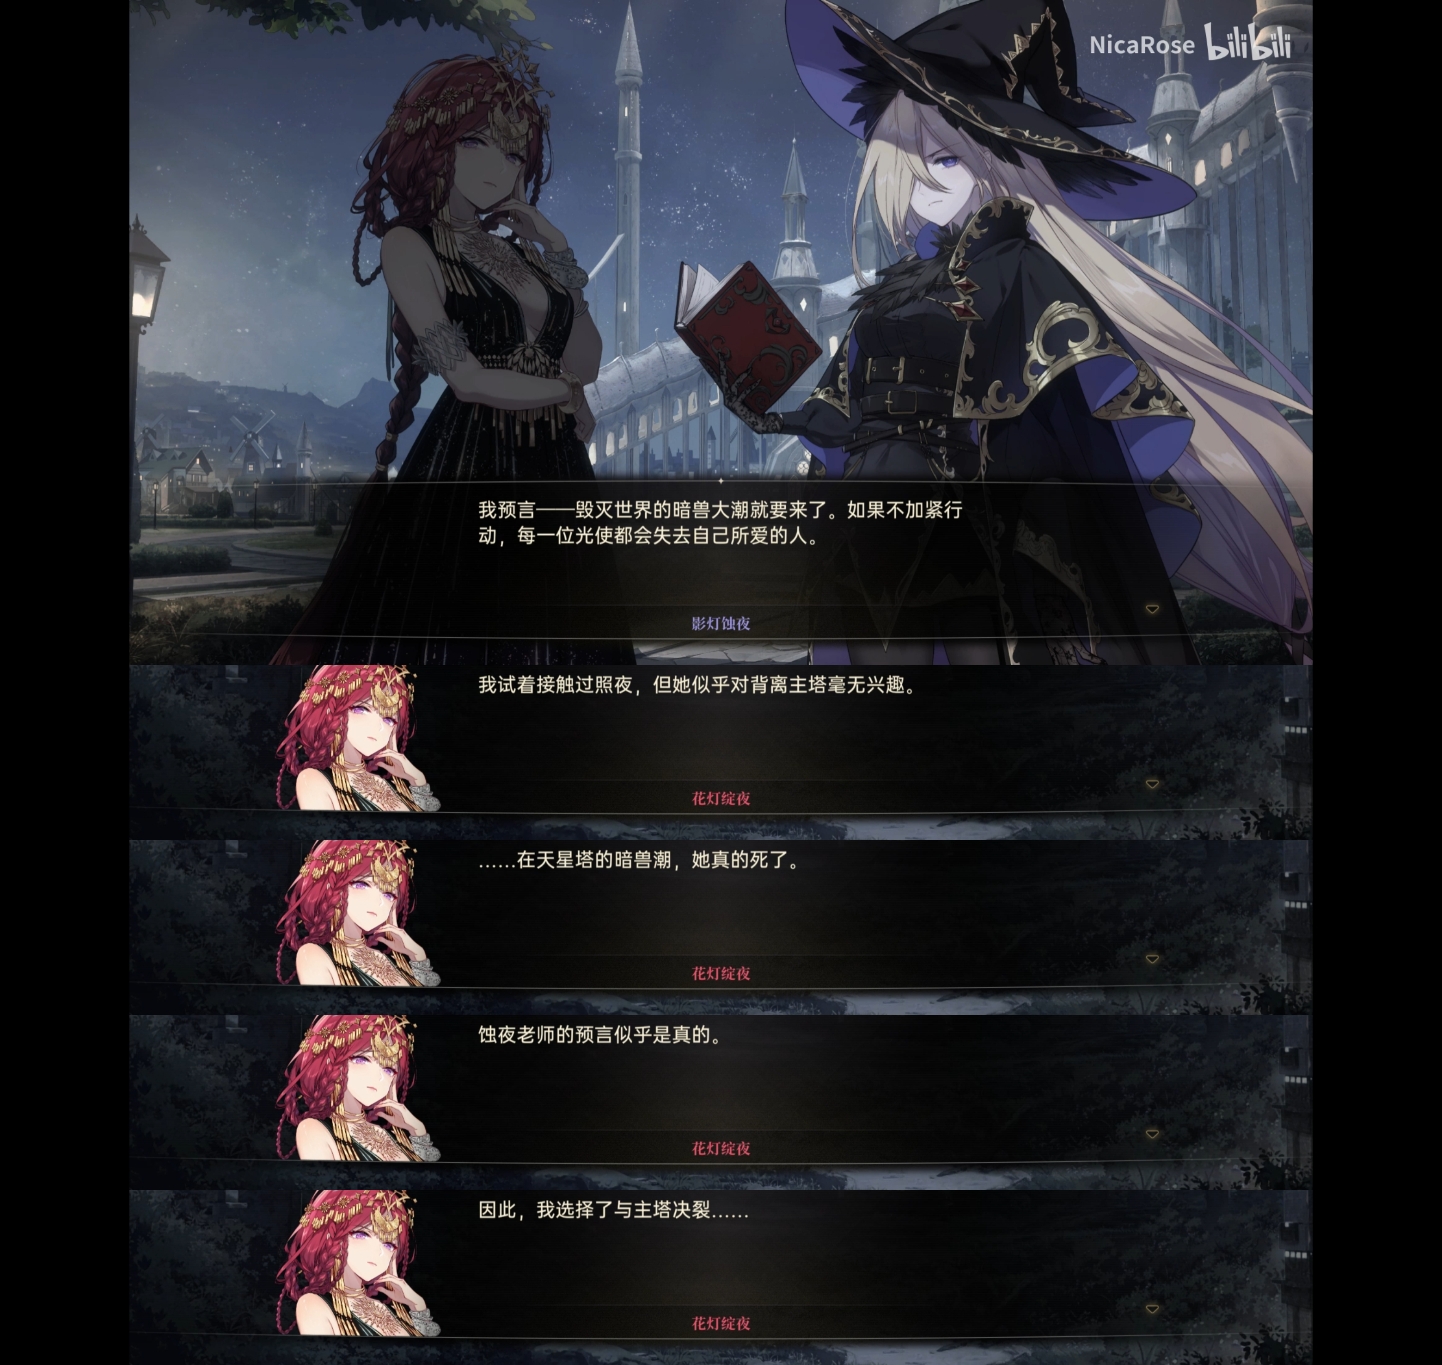 NicaRose bilibili
我预言——毁灭世界的暗兽大潮就要来了。如果不加紧行
动，每一位光使都会失去自己所爱的人。
影灯蚀夜
我试着接触过照夜，但她似乎对背离主塔毫无兴趣。
花灯绽夜
……在天星塔的暗兽潮，她真的死了。
花灯绽夜
蚀夜老师的预言似乎是真的。
花灯绽夜
因此，我选择了与主塔决裂……
花灯绽夜